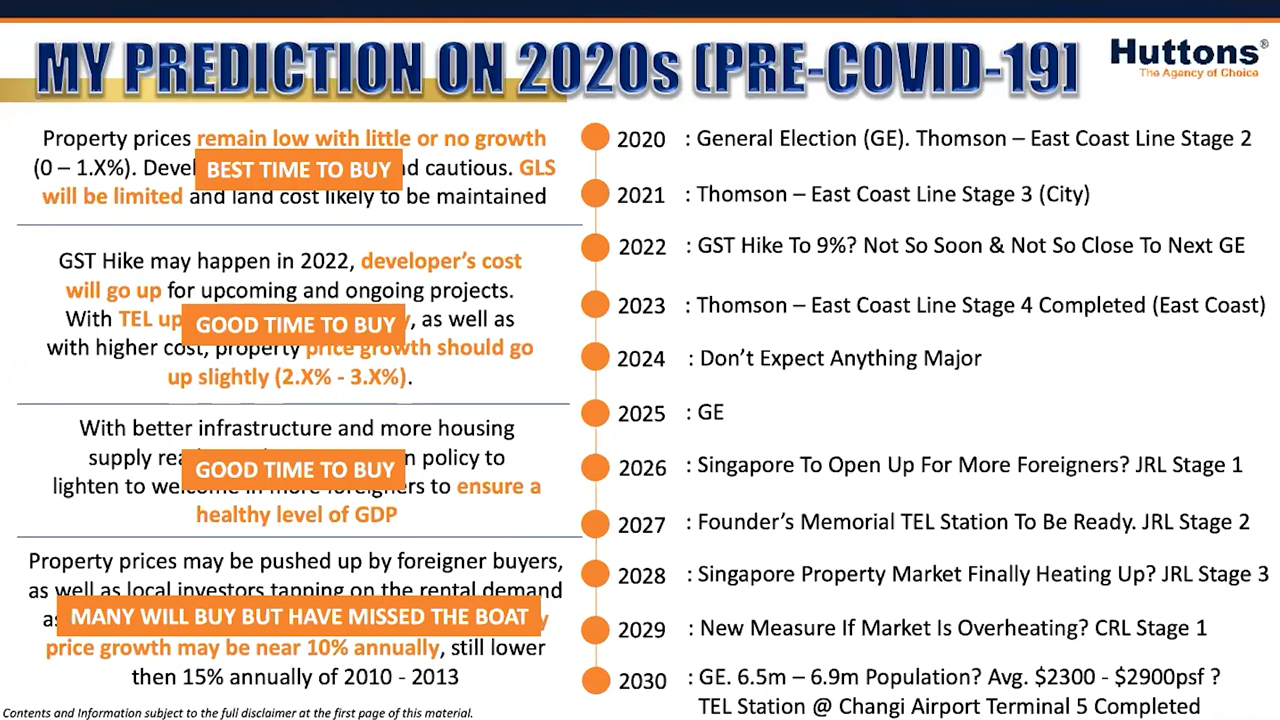 MY PREDICTION ON 2020s [PRE-COVID-19]
Huttons®
The Agency of Choice
Property prices remain low with little or no growth
(0 – 1.X%). BEST TIME TO BUY cautious. GLS
will be limited and land cost likely to be maintained
GST Hike may happen in 2022, developer's cost
will go up for upcoming and ongoing projects.
With TEL GOOD TIME TO BUY , as well as
with higher cost, property price growth should go
up slightly (2.X% - 3.X%).
With better infrastructure and more housing
supply GOOD TIME TO BUY policy to
lighten to welcome in more foreigners to ensure a
healthy level of GDP
Property prices may be pushed up by foreigner buyers,
as well as local investors tapping on the rental demand
MANY WILL BUY BUT HAVE MISSED THE BOAT
price growth may be near 10% annually, still lower
then 15% annually of 2010 - 2013
2020 : General Election (GE). Thomson – East Coast Line Stage 2
2021 : Thomson – East Coast Line Stage 3 (City)
2022 : GST Hike To 9%? Not So Soon & Not So Close To Next GE
2023 : Thomson – East Coast Line Stage 4 Completed (East Coast)
2024 : Don't Expect Anything Major
2025 : GE
2026 : Singapore To Open Up For More Foreigners? JRL Stage 1
2027 : Founder's Memorial TEL Station To Be Ready. JRL Stage 2
2028 : Singapore Property Market Finally Heating Up? JRL Stage 3
2029 : New Measure If Market Is Overheating? CRL Stage 1
2030 : GE. 6.5m – 6.9m Population? Avg. $2300 - $2900psf ?
TEL Station @ Changi Airport Terminal 5 Completed
Contents and Information subject to the full disclaimer at the first page of this material.